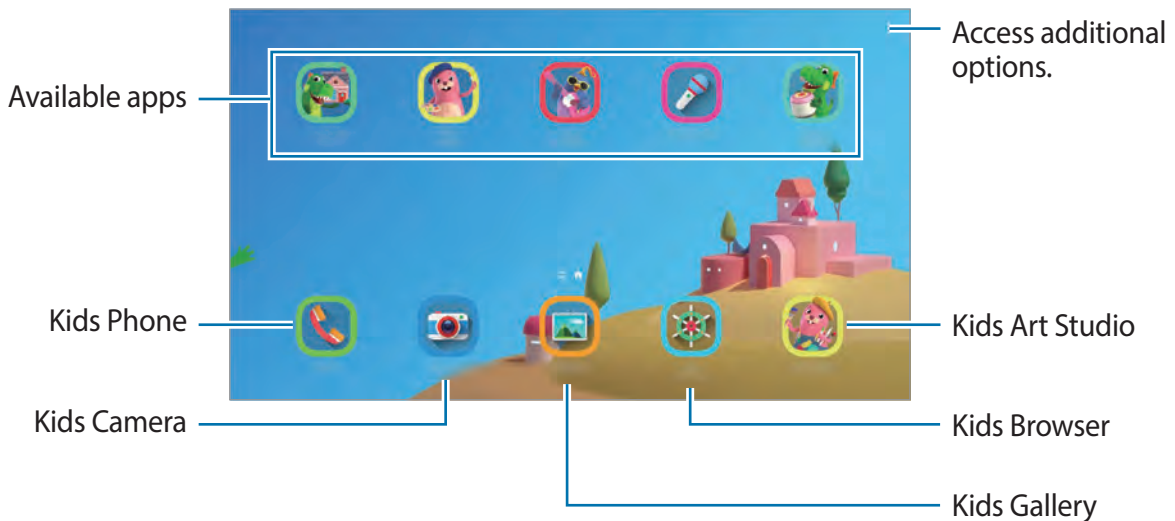 Access additional
options.
Available apps
Kids Phone
Kids Art Studio
Kids Camera
Kids Browser
Kids Gallery